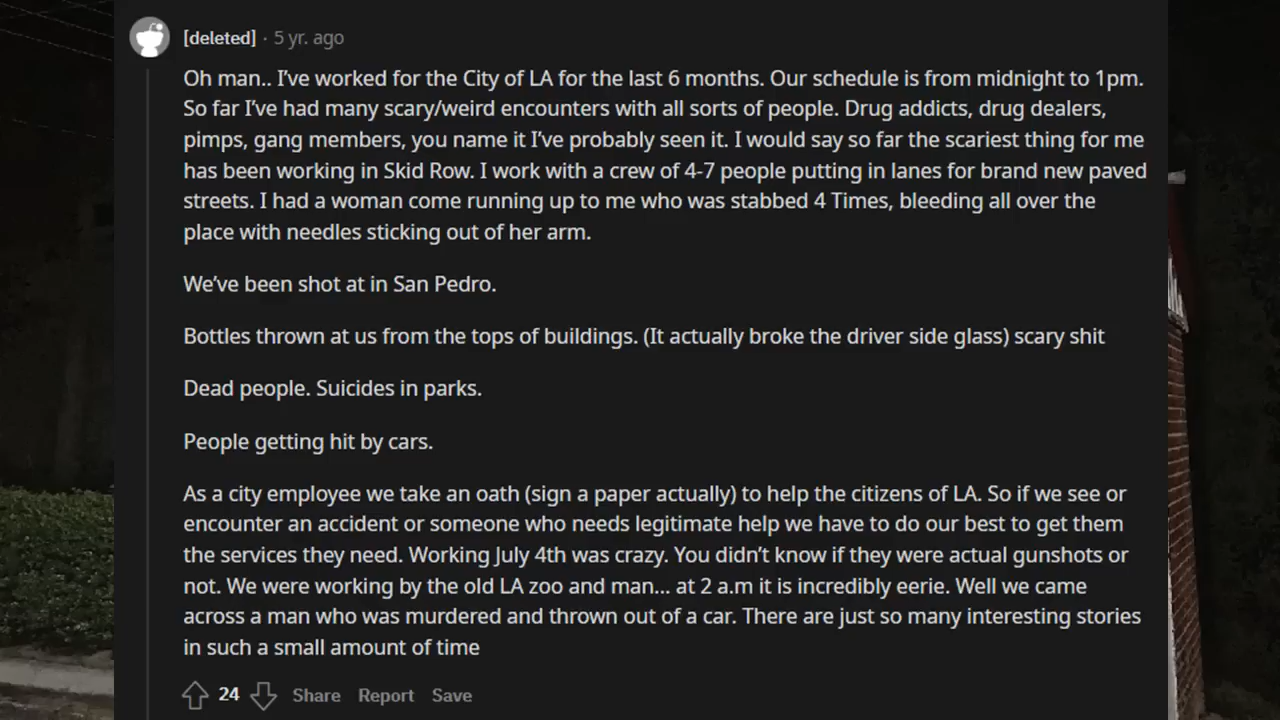 [deleted] · 5 yr. ago
Oh man.. I've worked for the City of LA for the last 6 months. Our schedule is from midnight to 1pm.
So far I've had many scary/weird encounters with all sorts of people. Drug addicts, drug dealers,
pimps, gang members, you name it I've probably seen it. I would say so far the scariest thing for me
has been working in Skid Row. I work with a crew of 4-7 people putting in lanes for brand new paved
streets. I had a woman come running up to me who was stabbed 4 Times, bleeding all over the
place with needles sticking out of her arm.
We've been shot at in San Pedro.
Bottles thrown at us from the tops of buildings. (It actually broke the driver side glass) scary shit
Dead people. Suicides in parks.
People getting hit by cars.
As a city employee we take an oath (sign a paper actually) to help the citizens of LA. So if we see or
encounter an accident or someone who needs legitimate help we have to do our best to get them
the services they need. Working July 4th was crazy. You didn't know if they were actual gunshots or
not. We were working by the old LA zoo and man... at 2 a.m it is incredibly eerie. Well we came
across a man who was murdered and thrown out of a car. There are just so many interesting stories
in such a small amount of time
24 Share Report Save